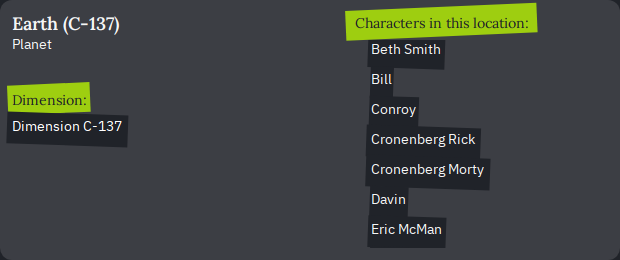 Earth (C-137)
Planet
Dimension:
Dimension C-137
Characters in this location:
Beth Smith
Bill
Conroy
Cronenberg Rick
Cronenberg Morty
Davin
Eric McMan